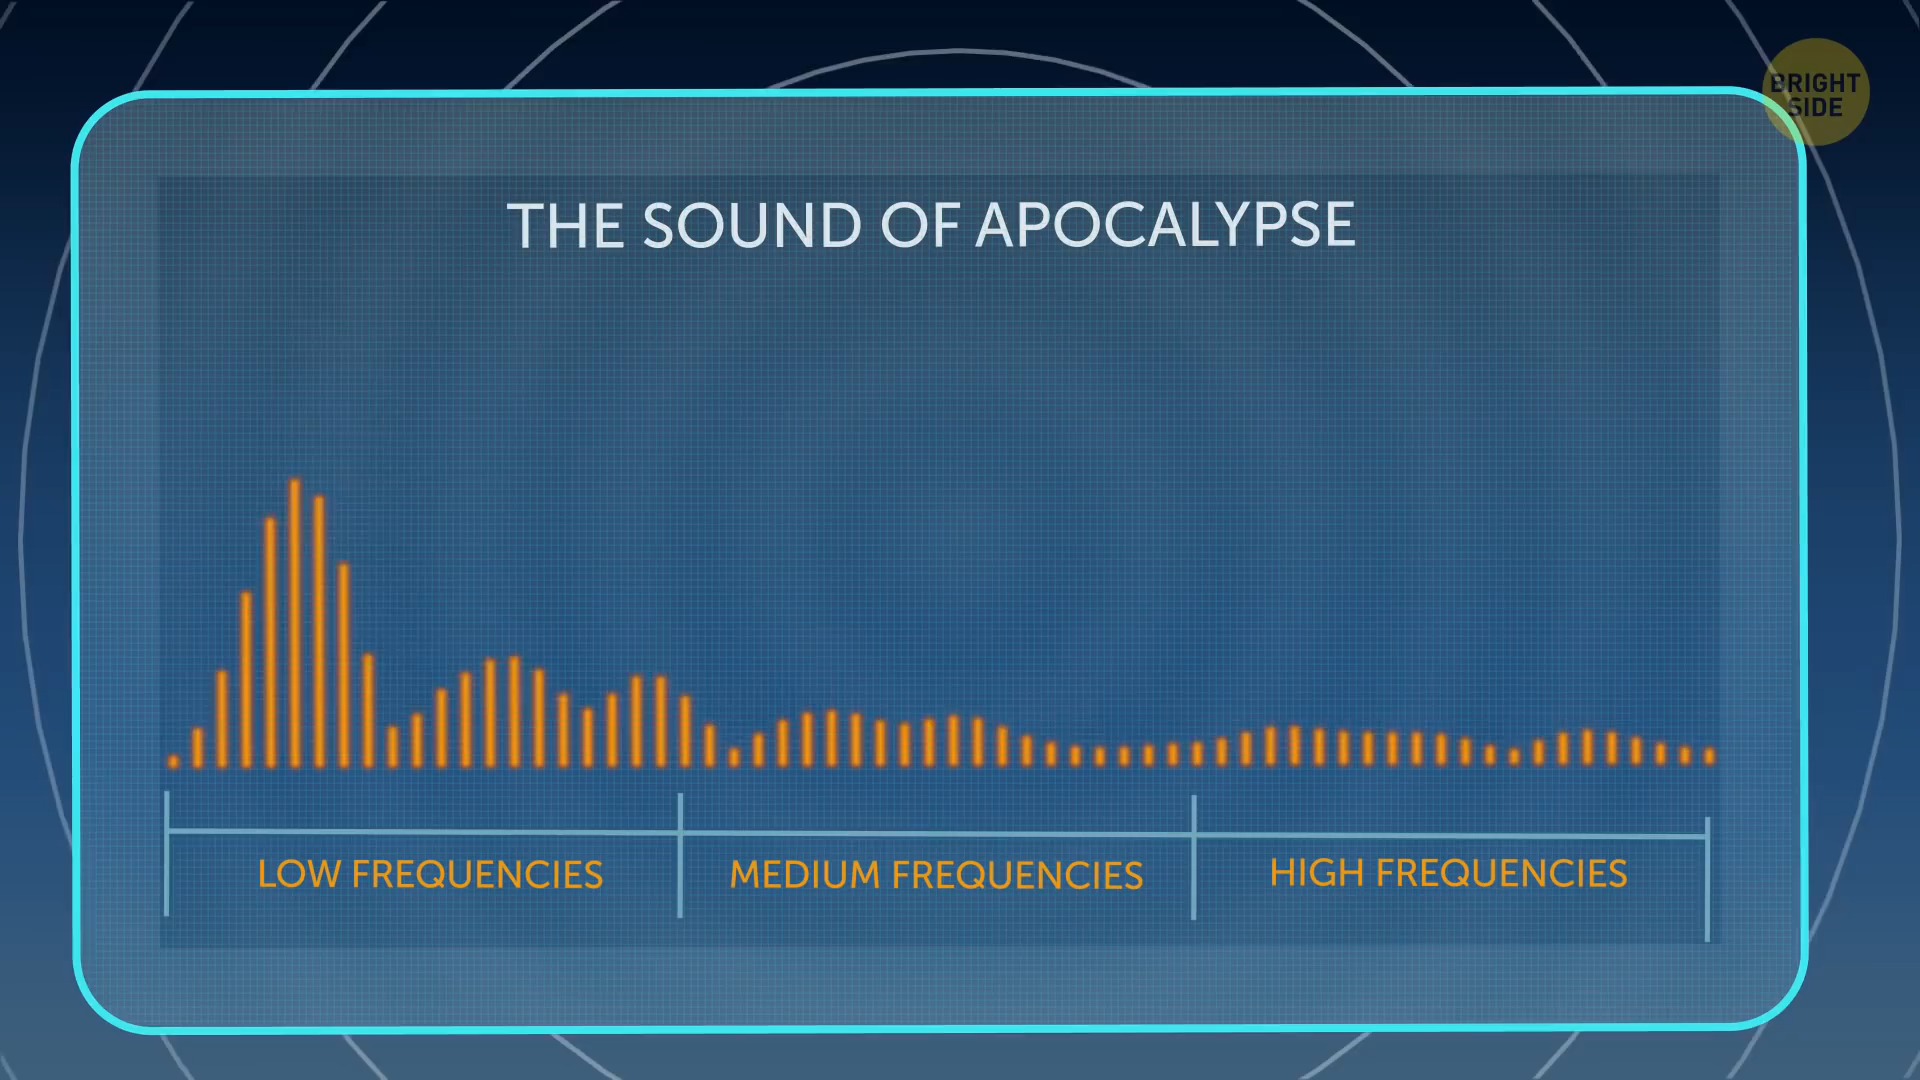 BRIGHT
SIDE
THE SOUND OF APOCALYPSE
LOW FREQUENCIES
MEDIUM FREQUENCIES
HIGH FREQUENCIES